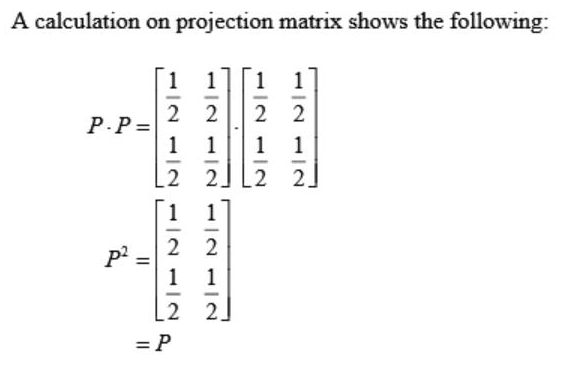 A calculation on projection matrix shows the following:
P · P = [1/2 1/2; 1/2 1/2] · [1/2 1/2; 1/2 1/2]
P² = [1/2 1/2; 1/2 1/2]
= P